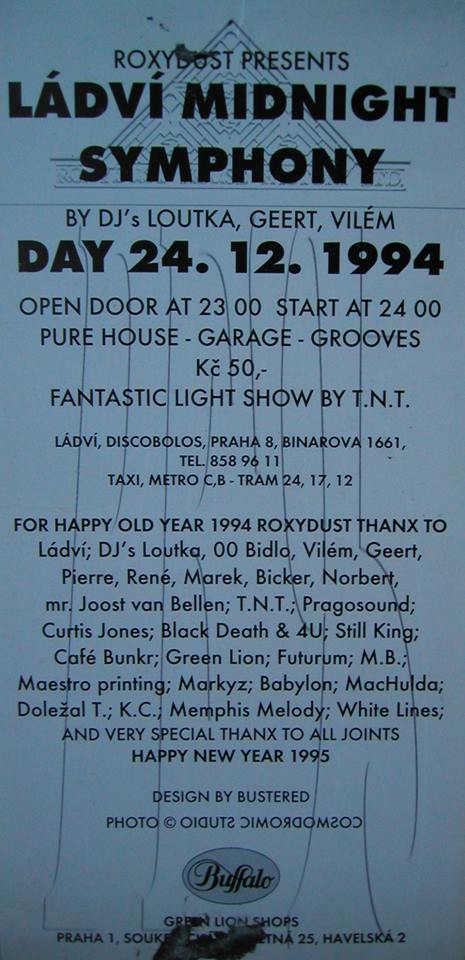 ROXYDUST PRESENTS
LÁDVÍ MIDNIGHT
SYMPHONY
BY DJ's LOUTKA, GEERT, VILÉM
DAY 24. 12. 1994
OPEN DOOR AT 23 00 START AT 24 00
PURE HOUSE - GARAGE - GROOVES
Kč 50,-
FANTASTIC LIGHT SHOW BY T.N.T.
LÁDVÍ, DISCOBOLOS, PRAHA 8, BINAROVA 1661,
TEL. 858 96 11
TAXI, METRO C,B - TRAM 24, 17, 12
FOR HAPPY OLD YEAR 1994 ROXYDUST THANX TO
Ládví; DJ's Loutka, 00 Bidlo, Vilém, Geert,
Pierre, René, Marek, Bicker, Norbert,
mr. Joost van Bellen; T.N.T.; Pragosound;
Curtis Jones; Black Death & 4U; Still King;
Café Bunkr; Green Lion; Futurum; M.B.;
Maestro printing; Markyz; Babylon; MacHulda;
Doležal T.; K.C.; Memphis Melody; White Lines;
AND VERY SPECIAL THANX TO ALL JOINTS
HAPPY NEW YEAR 1995
DESIGN BY BUSTERED
PHOTO © COSMODROMIC STUDIO
Buffalo
GREEN LION SHOPS
PRAHA 1, 25, HAVELSKÁ 2